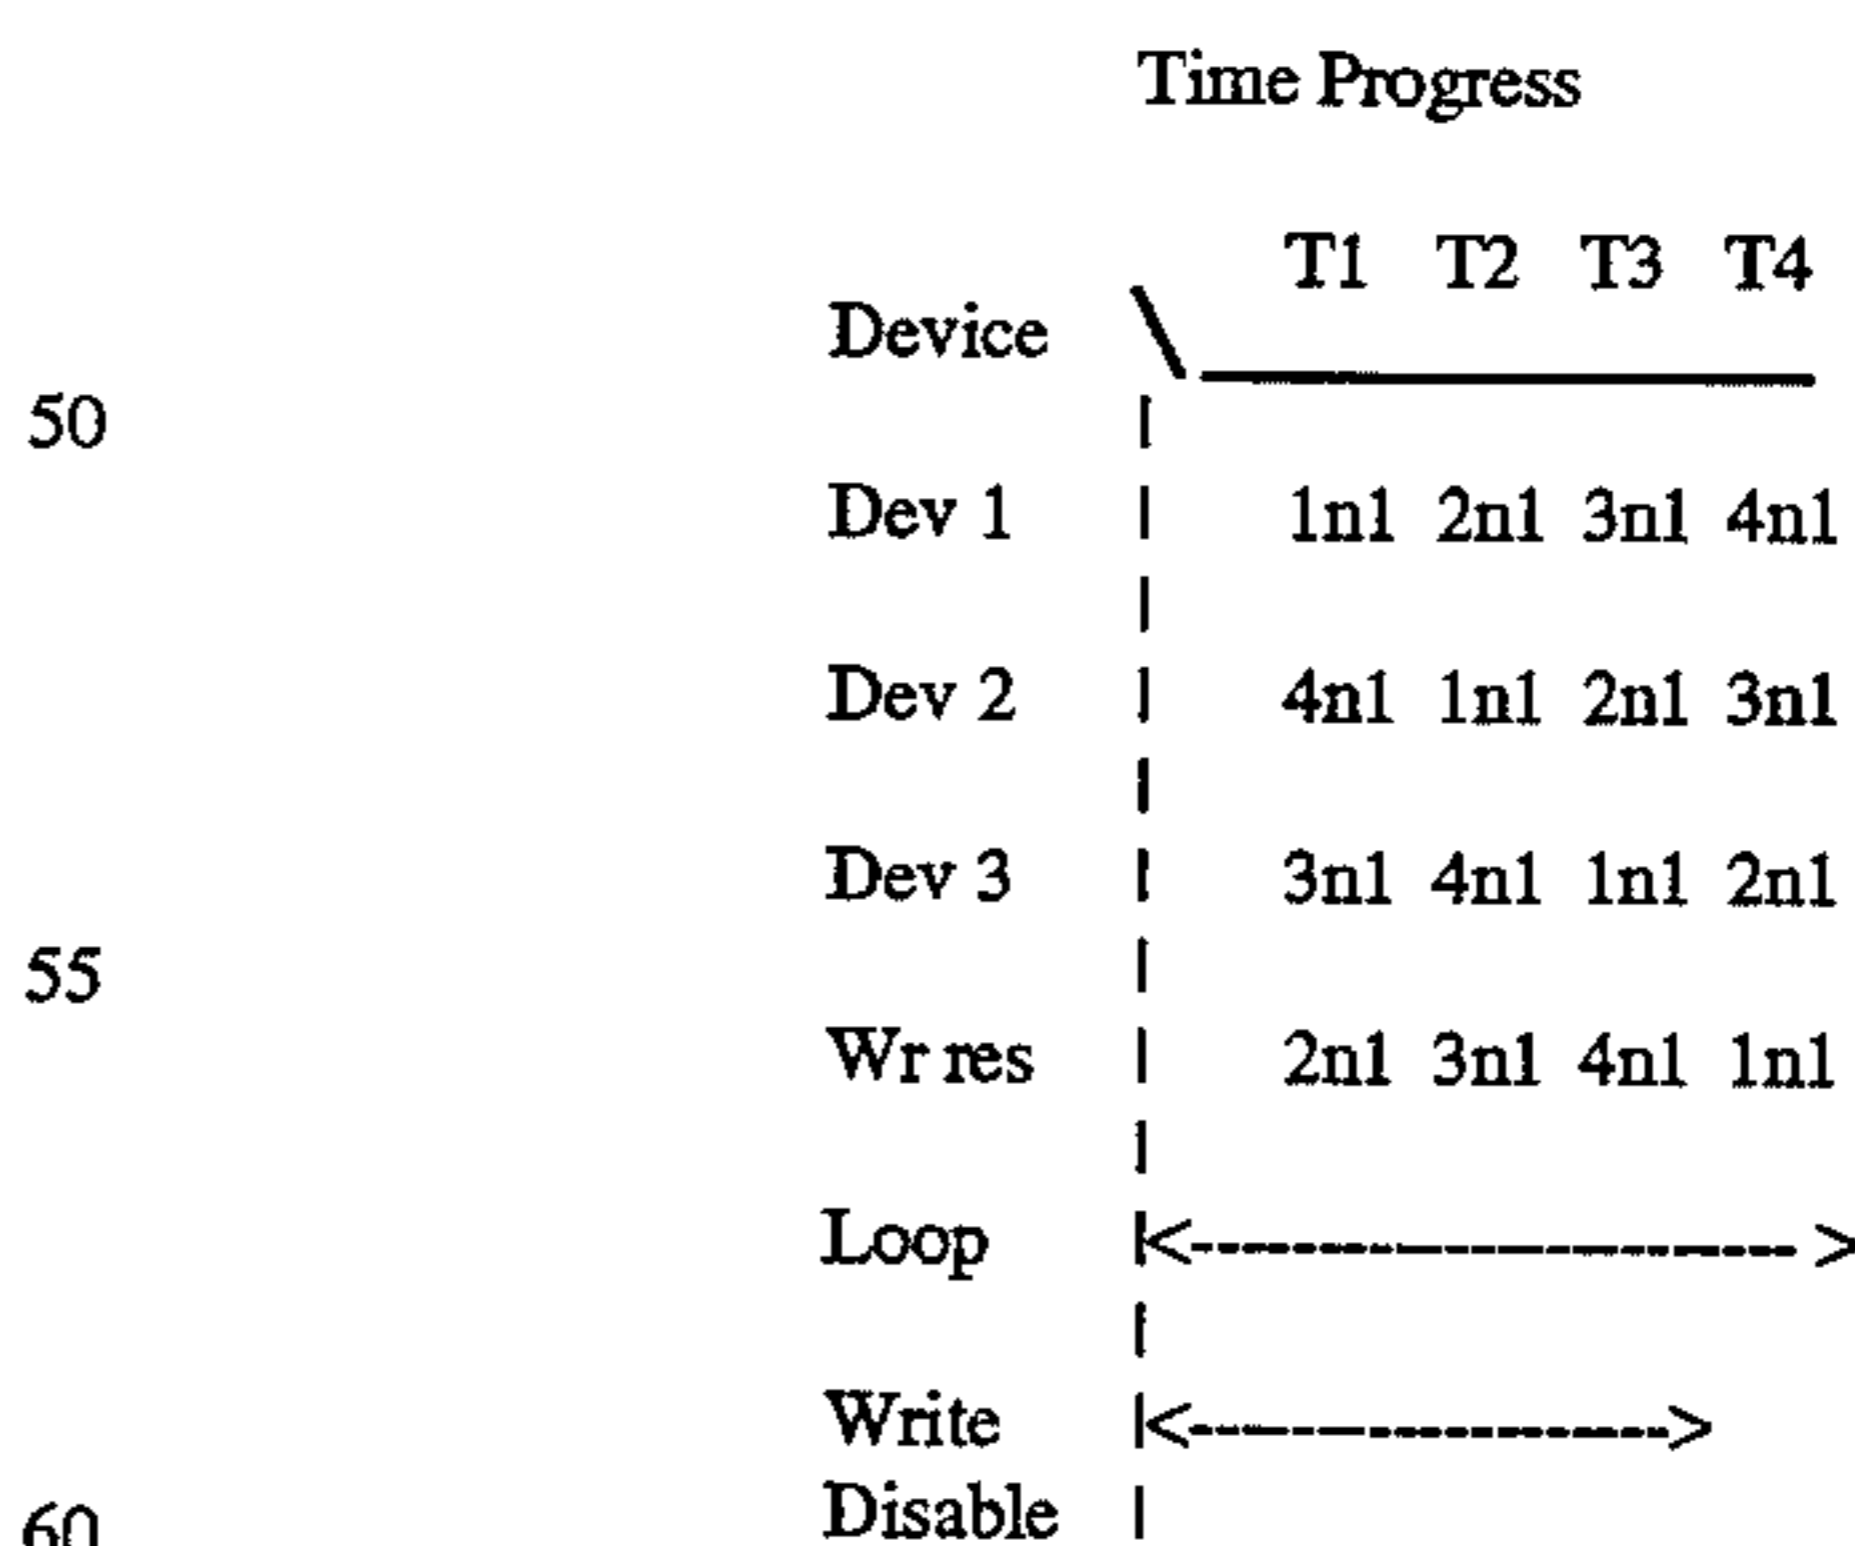 Time Progress
T1 T2 T3 T4
Device \
50 |
Dev 1 | 1n1 2n1 3n1 4n1
|
Dev 2 | 4n1 1n1 2n1 3n1
|
Dev 3 | 3n1 4n1 1n1 2n1
55 |
Wr res | 2n1 3n1 4n1 1n1
|
Loop |<----------------->
|
Write |<-------------->
60 Disable |